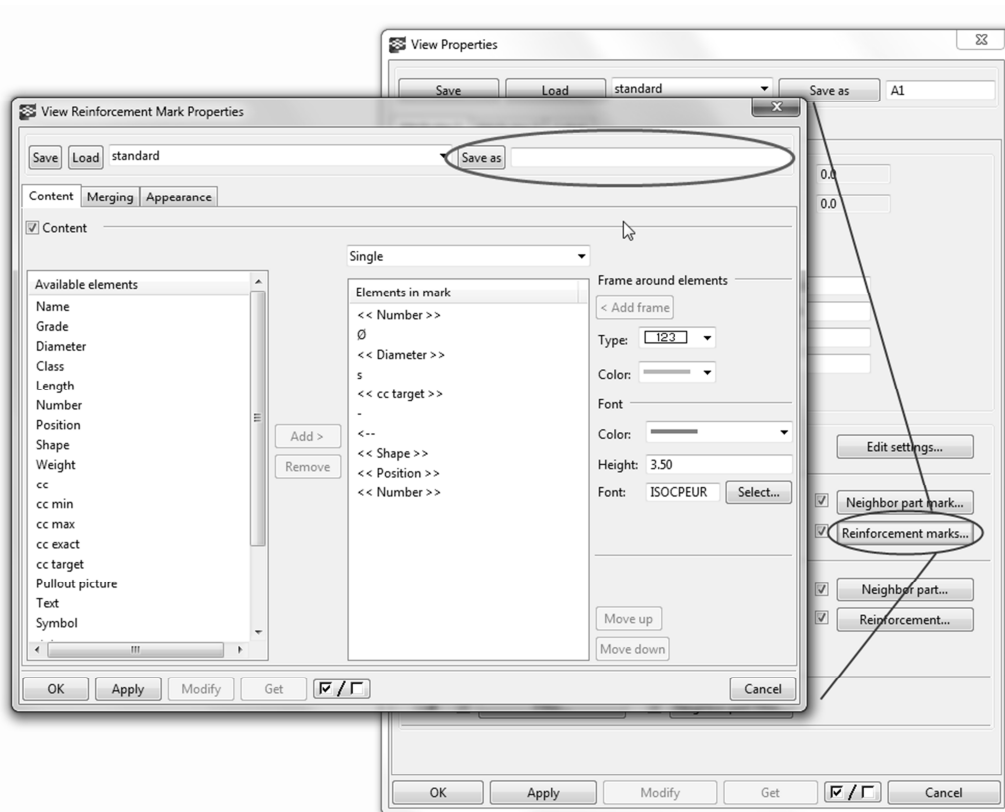 View Properties
Save Load standard Save as A1
View Reinforcement Mark Properties
Save Load standard Save as
Content Merging Appearance
Content
Single
Available elements
Name
Grade
Diameter
Class
Length
Number
Position
Shape
Weight
cc
cc min
cc max
cc exact
cc target
Pullout picture
Text
Symbol
Add >
Remove
Elements in mark
<< Number >>
Ø
<< Diameter >>
s
<< cc target >>
-
<--
<< Shape >>
<< Position >>
<< Number >>
Frame around elements
< Add frame
Type: 123
Color:
Font
Color:
Height: 3.50
Font: ISOCPEUR Select...
Move up
Move down
OK Apply Modify Get / Cancel
0.0
0.0
Edit settings...
Neighbor part mark...
Reinforcement marks...
Neighbor part...
Reinforcement...
OK Apply Modify Get / Cancel